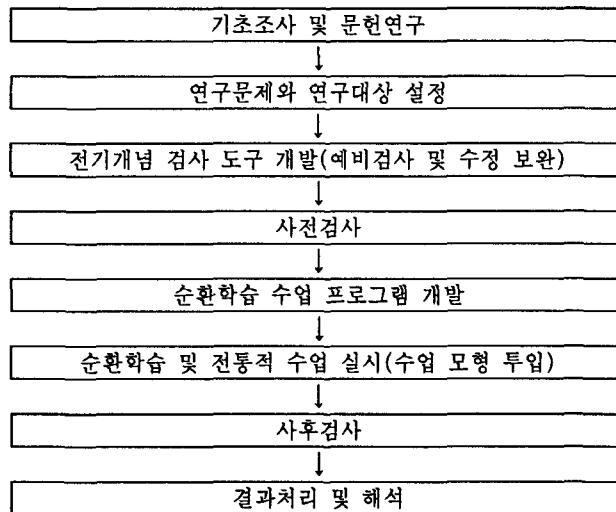 기초조사 및 문헌연구
연구문제와 연구대상 설정
전기개념 검사 도구 개발(예비검사 및 수정 보완)
사전검사
순환학습 수업 프로그램 개발
순환학습 및 전통적 수업 실시(수업 모형 투입)
사후검사
결과처리 및 해석